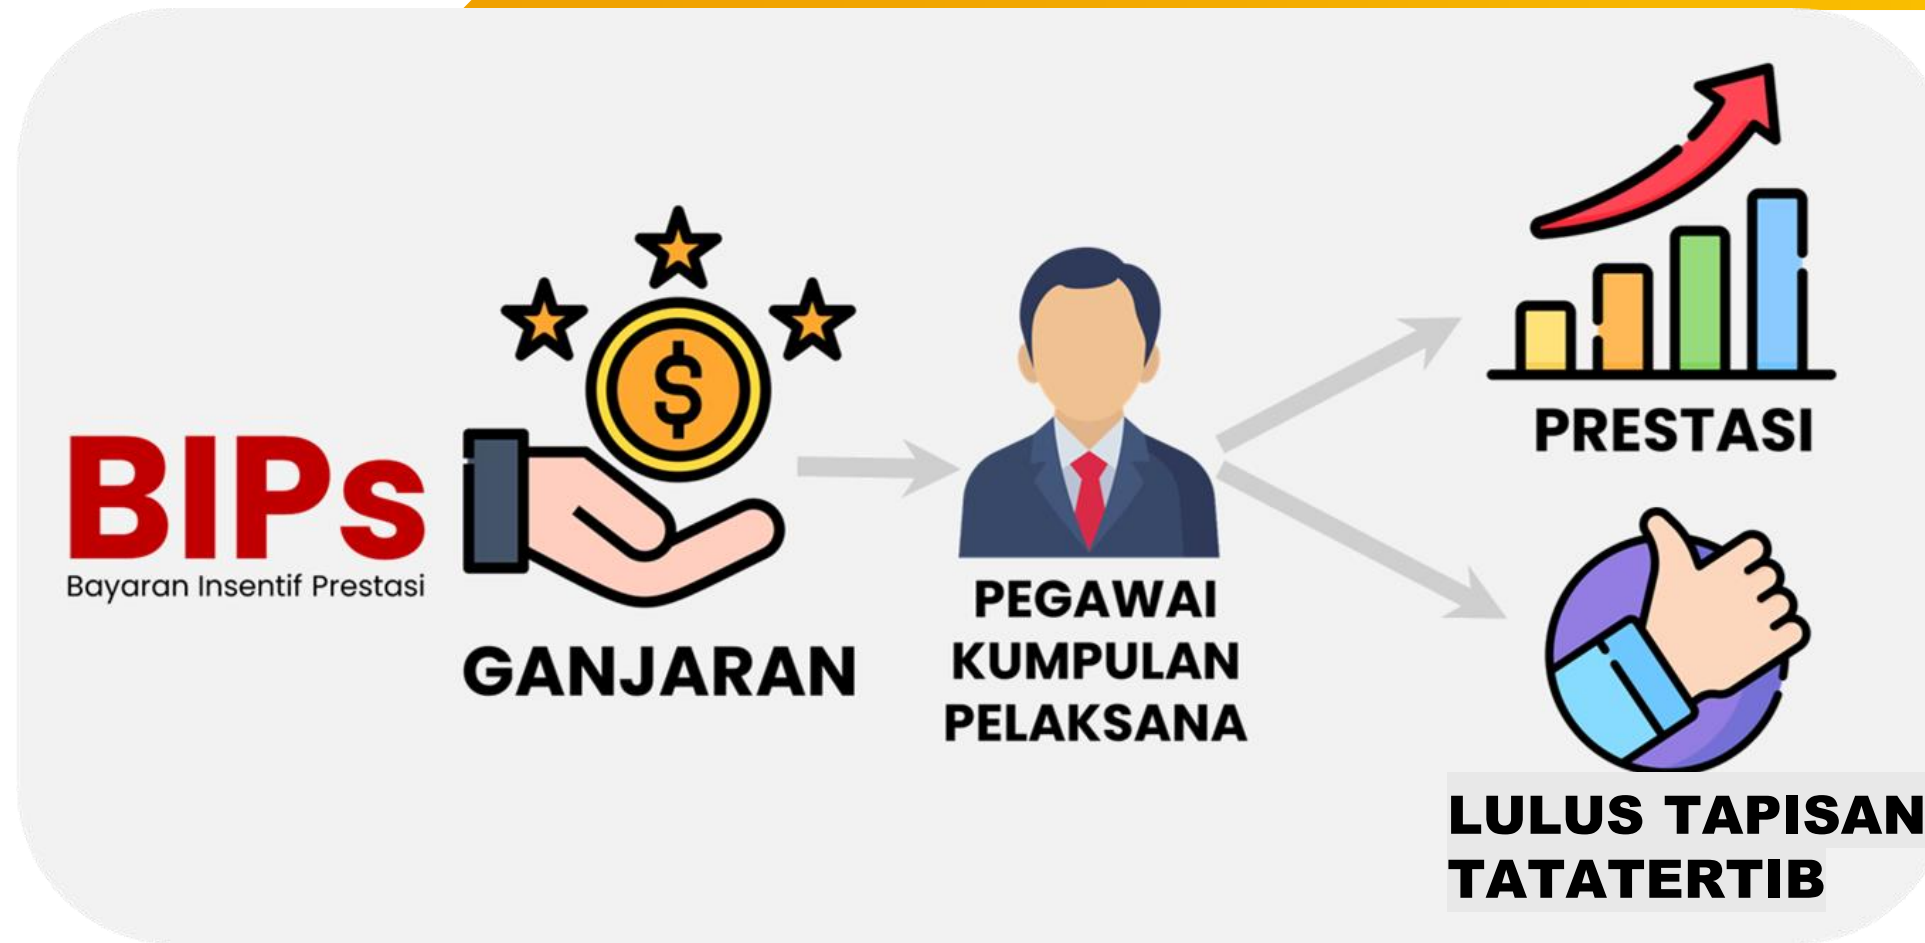 BIPs
Bayaran Insentif Prestasi
$
GANJARAN
PEGAWAI
KUMPULAN
PELAKSANA
PRESTASI
LULUS TAPISAN
TATATERTIB